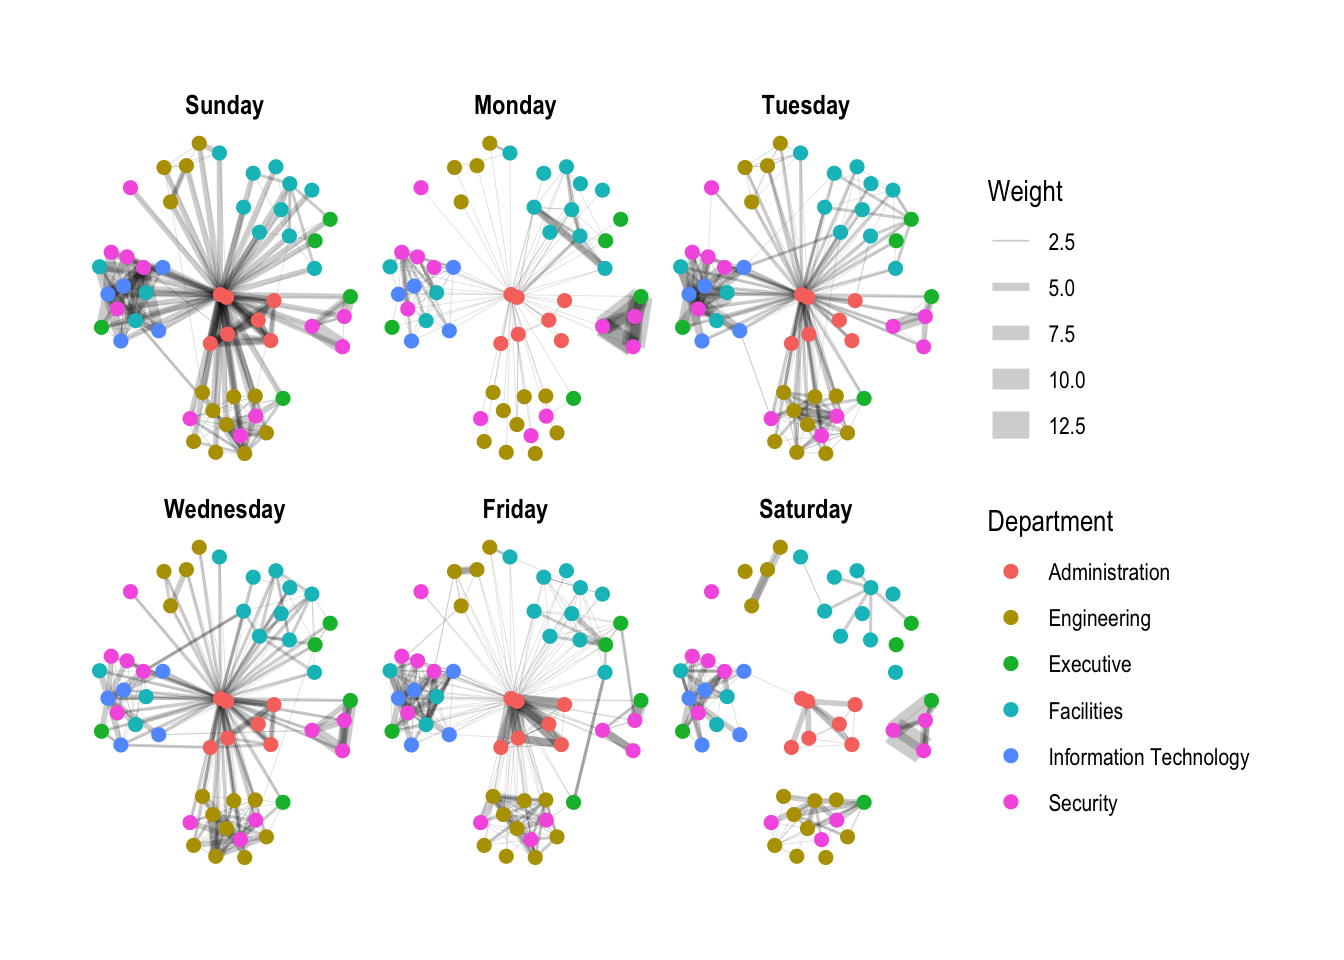 Sunday
Monday
Tuesday
Wednesday
Friday
Saturday
Weight
2.5
5.0
7.5
10.0
12.5
Department
Administration
Engineering
Executive
Facilities
Information Technology
Security